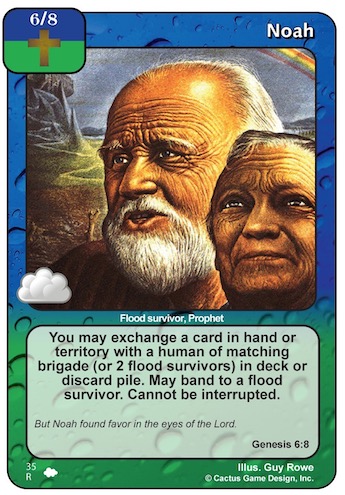 6/8
Noah
Flood survivor, Prophet
You may exchange a card in hand or
territory with a human of matching
brigade (or 2 flood survivors) in deck or
discard pile. May band to a flood
survivor. Cannot be interrupted.
But Noah found favor in the eyes of the Lord.
Genesis 6:8
35
R
Illus. Guy Rowe
© Cactus Game Design, Inc.